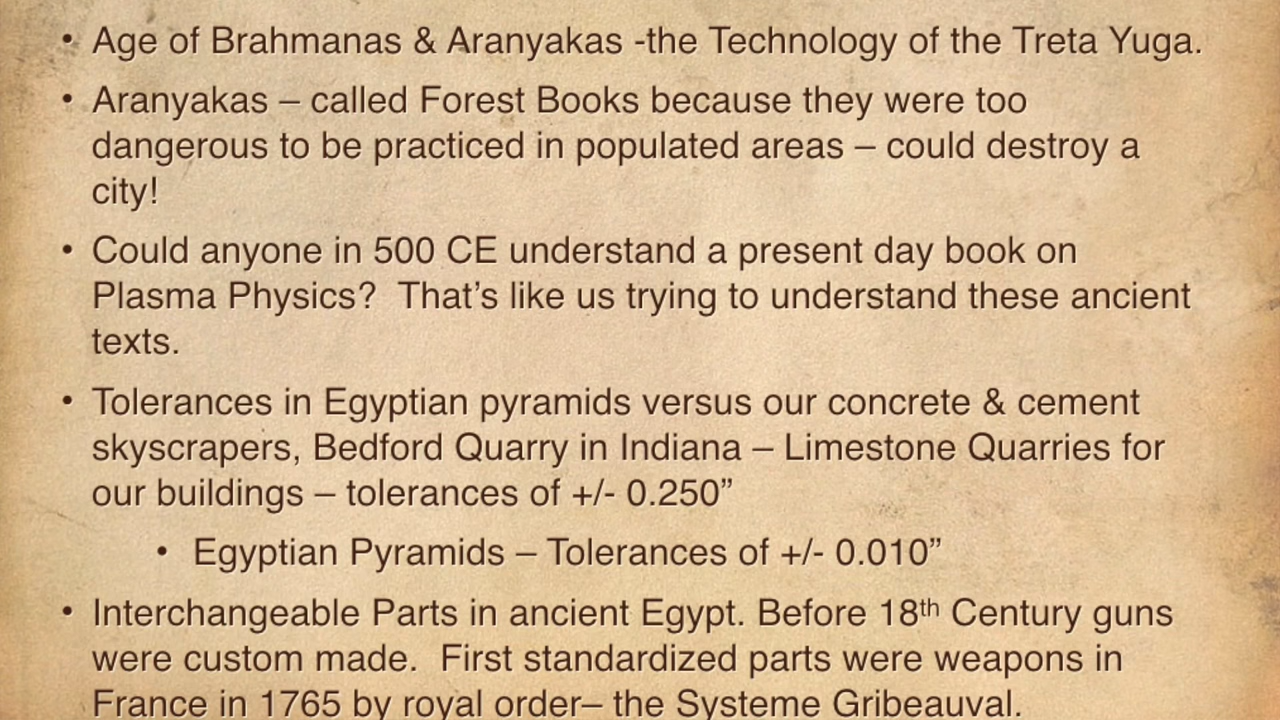 • Age of Brahmanas & Aranyakas -the Technology of the Treta Yuga.
• Aranyakas – called Forest Books because they were too
dangerous to be practiced in populated areas – could destroy a
city!
• Could anyone in 500 CE understand a present day book on
Plasma Physics?  That’s like us trying to understand these ancient
texts.
• Tolerances in Egyptian pyramids versus our concrete & cement
skyscrapers, Bedford Quarry in Indiana – Limestone Quarries for
our buildings – tolerances of +/- 0.250”
• Egyptian Pyramids – Tolerances of +/- 0.010”
• Interchangeable Parts in ancient Egypt. Before 18th Century guns
were custom made.  First standardized parts were weapons in
France in 1765 by royal order– the Systeme Gribeauval.